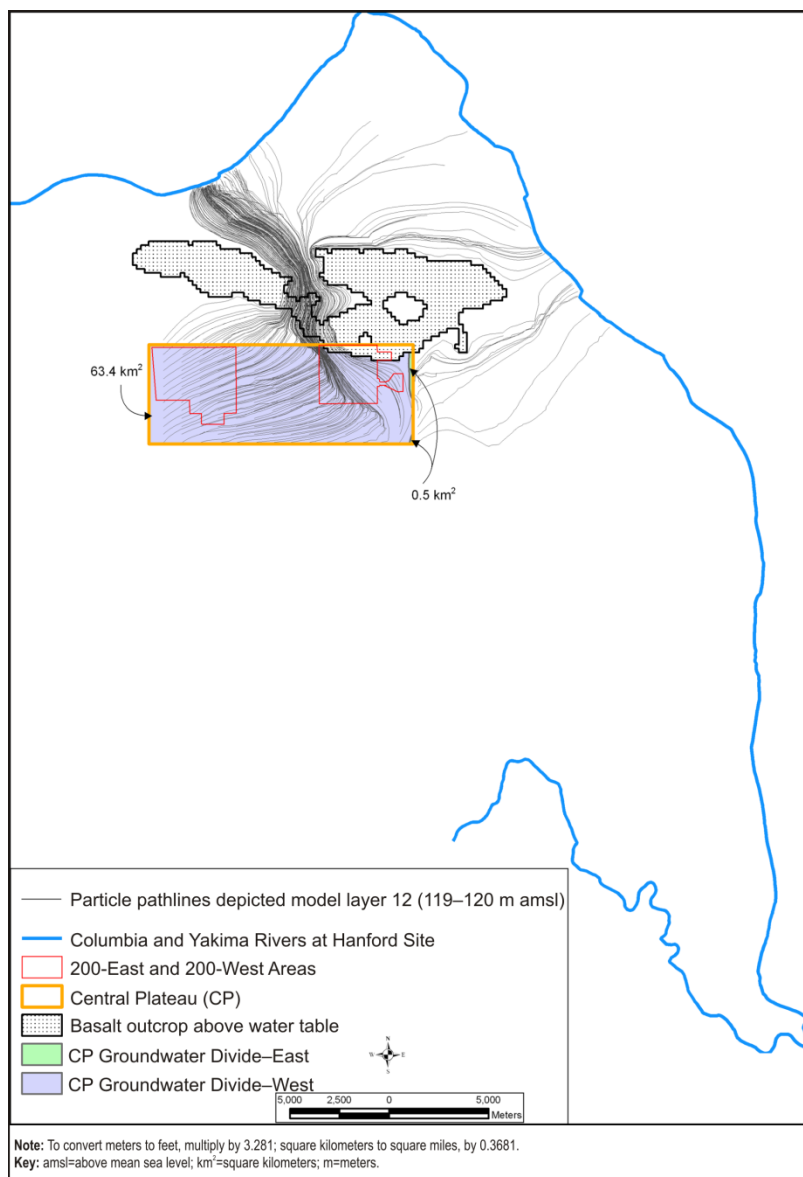 63.4 km²
0.5 km²
Particle pathlines depicted model layer 12 (119–120 m amsl)
Columbia and Yakima Rivers at Hanford Site
200-East and 200-West Areas
Central Plateau (CP)
Basalt outcrop above water table
CP Groundwater Divide–East
CP Groundwater Divide–West
N
W E
S
5,000 2,500 0 5,000
Meters
Note: To convert meters to feet, multiply by 3.281; square kilometers to square miles, by 0.3681.
Key: amsl=above mean sea level; km²=square kilometers; m=meters.